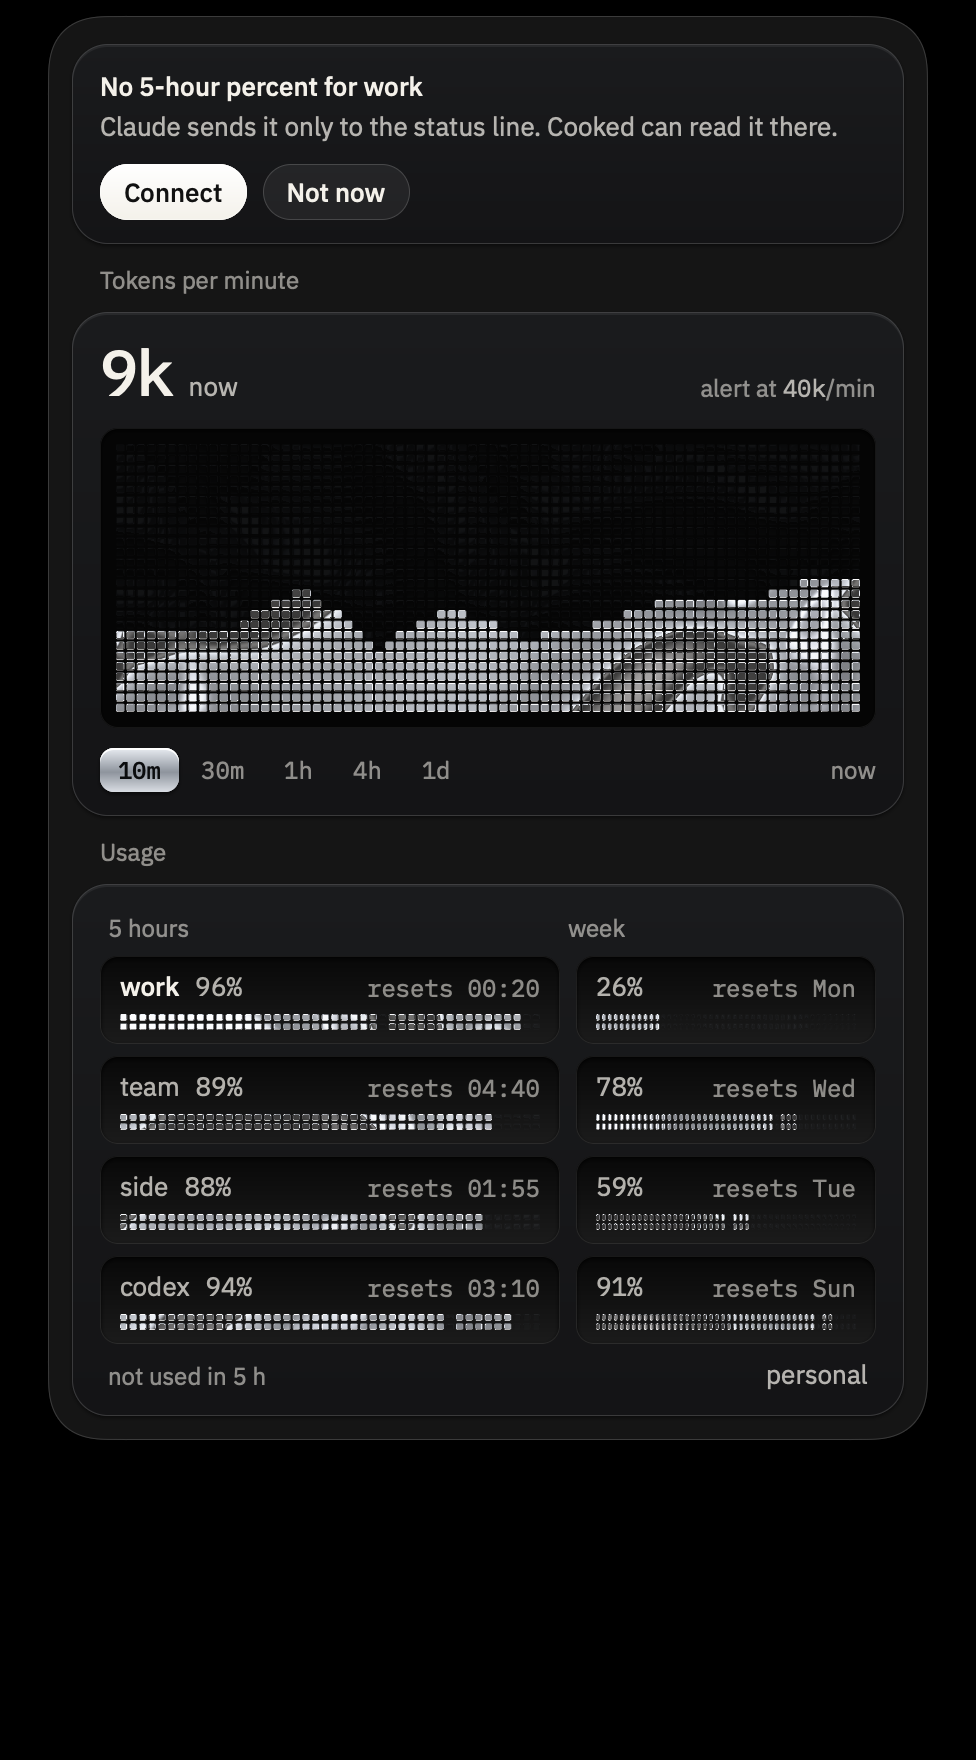 No 5-hour percent for work
Claude sends it only to the status line. Cooked can read it there.
Connect Not now
Tokens per minute
9k now alert at 40k/min
10m 30m 1h 4h 1d now
Usage
5 hours week
work 96% resets 00:20 26% resets Mon
team 89% resets 04:40 78% resets Wed
side 88% resets 01:55 59% resets Tue
codex 94% resets 03:10 91% resets Sun
not used in 5 h personal